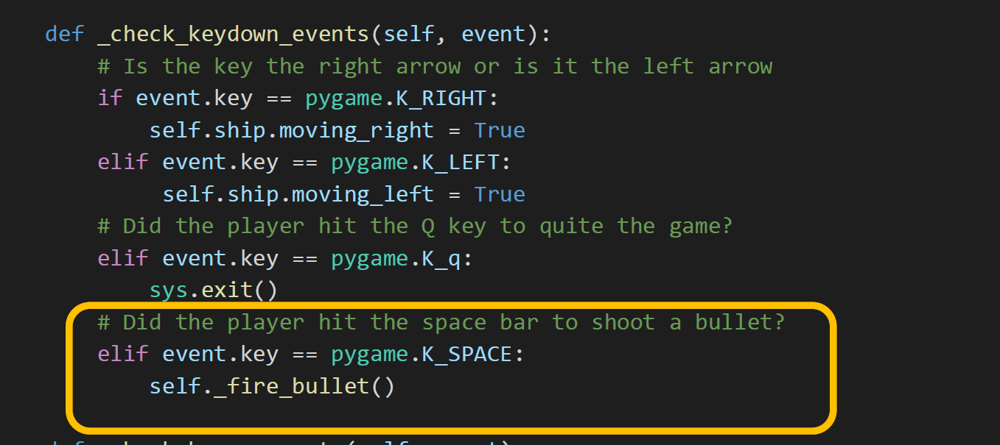 def _check_keydown_events(self, event):
    # Is the key the right arrow or is it the left arrow
    if event.key == pygame.K_RIGHT:
        self.ship.moving_right = True
    elif event.key == pygame.K_LEFT:
         self.ship.moving_left = True
    # Did the player hit the Q key to quite the game?
    elif event.key == pygame.K_q:
        sys.exit()
    # Did the player hit the space bar to shoot a bullet?
    elif event.key == pygame.K_SPACE:
        self._fire_bullet()